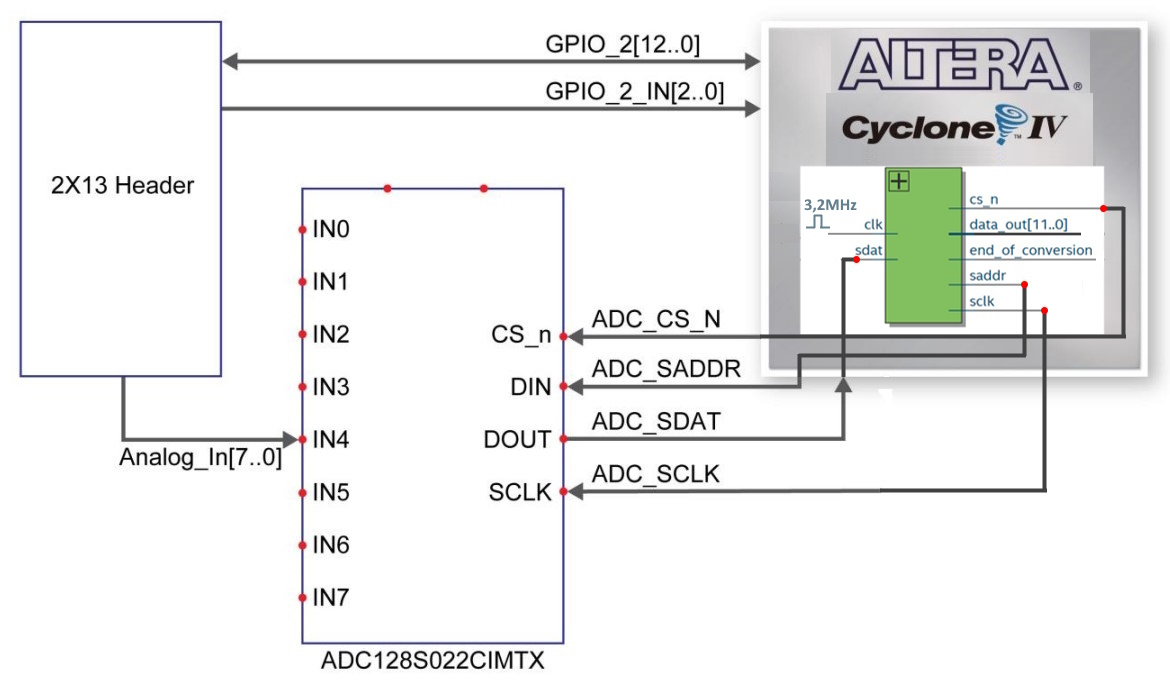 GPIO_2[12..0]
GPIO_2_IN[2..0]
ALTERA®
Cyclone™ IV
2X13 Header
3,2MHz
clk
sdat
cs_n
data_out[11..0]
end_of_conversion
saddr
sclk
IN0
IN1
IN2
IN3
IN4
IN5
IN6
IN7
CS_n
DIN
DOUT
SCLK
ADC_CS_N
ADC_SADDR
ADC_SDAT
ADC_SCLK
Analog_In[7..0]
ADC128S022CIMTX